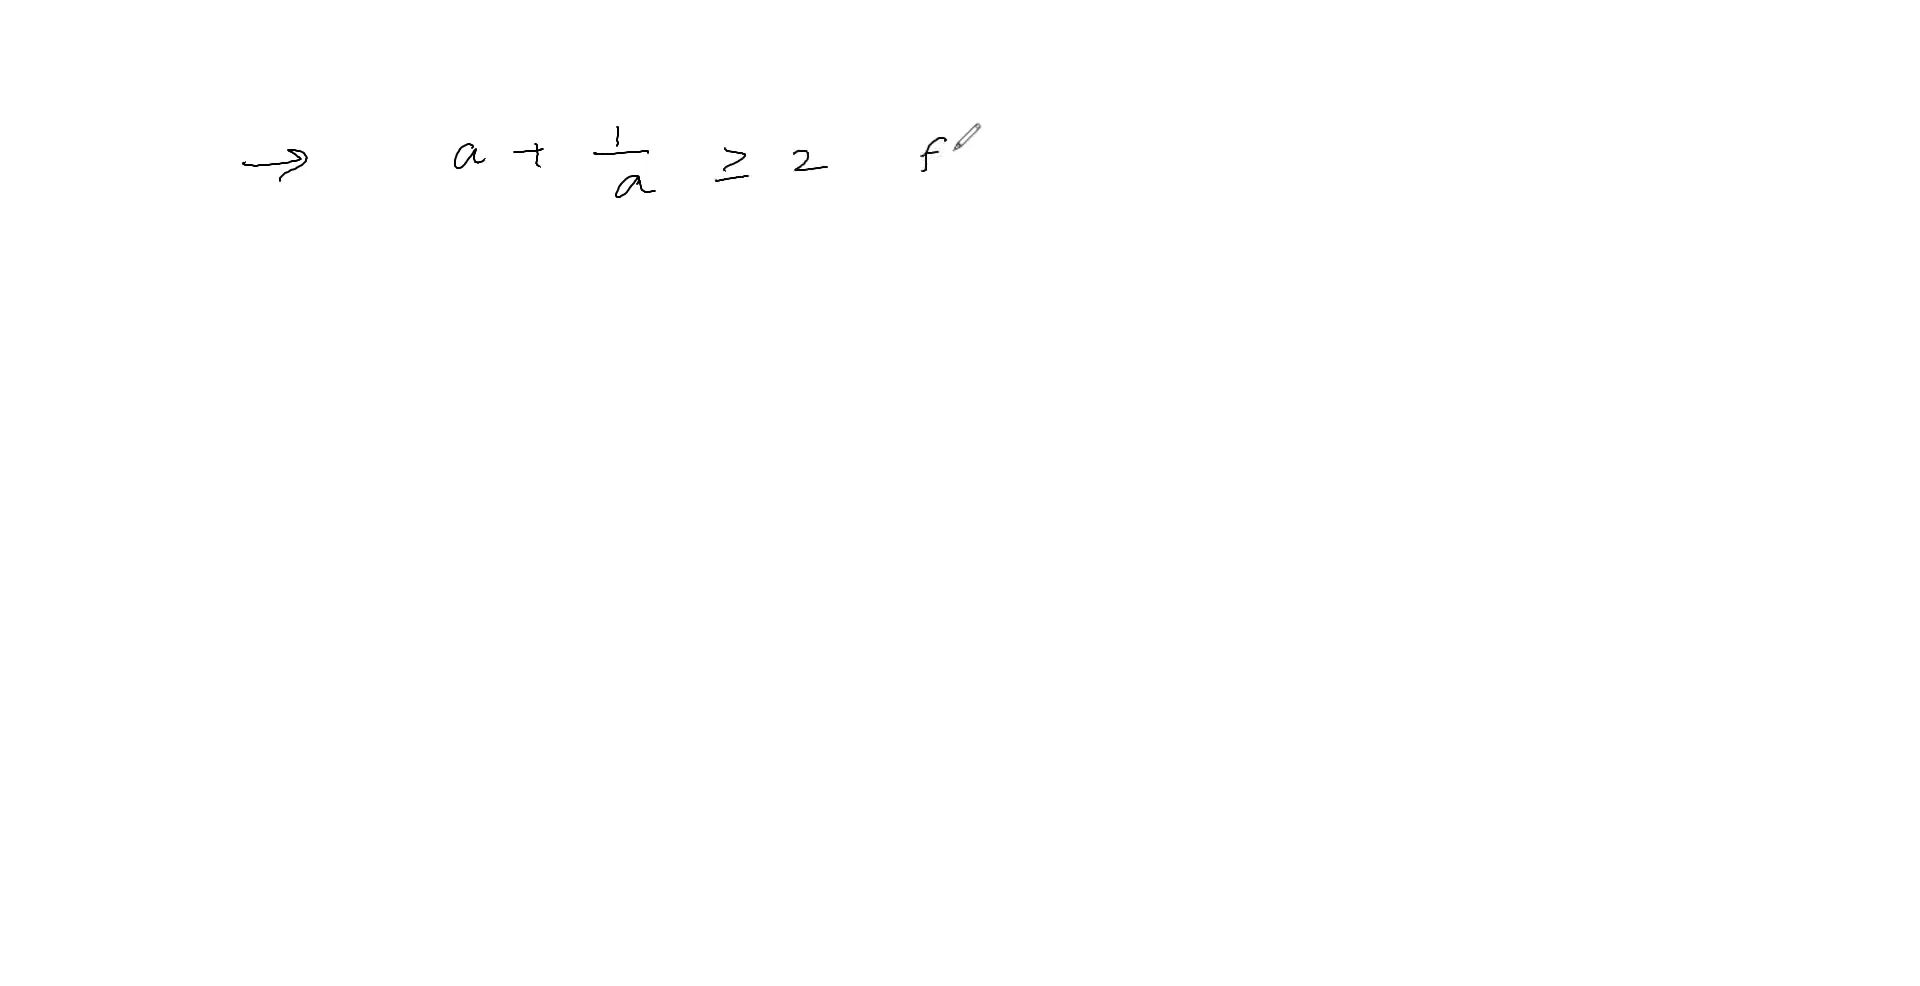 → a + 1/a ≥ 2 f